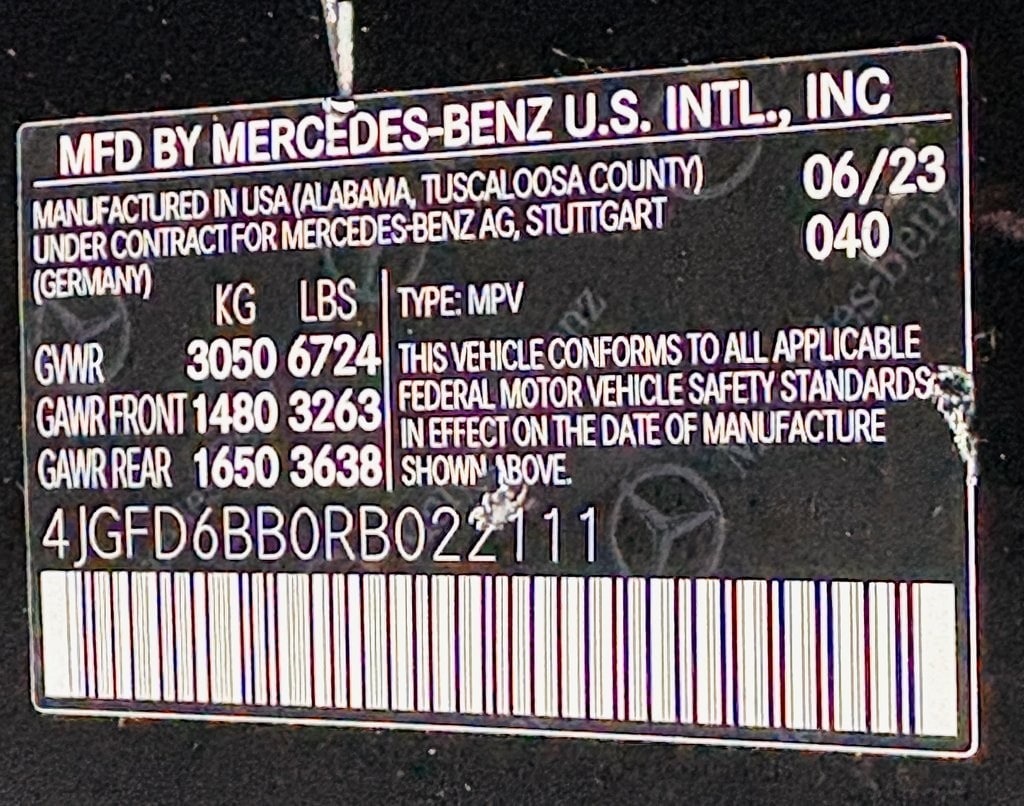 MFD BY MERCEDES-BENZ U.S. INTL., INC
MANUFACTURED IN USA (ALABAMA, TUSCALOOSA COUNTY)
UNDER CONTRACT FOR MERCEDES-BENZ AG, STUTTGART
(GERMANY)
06/23
040
KG LBS
GVWR 3050 6724
GAWR FRONT 1480 3263
GAWR REAR 1650 3638
TYPE: MPV
THIS VEHICLE CONFORMS TO ALL APPLICABLE
FEDERAL MOTOR VEHICLE SAFETY STANDARDS
IN EFFECT ON THE DATE OF MANUFACTURE
SHOWN ABOVE.
4JGFD6BB0RB022111